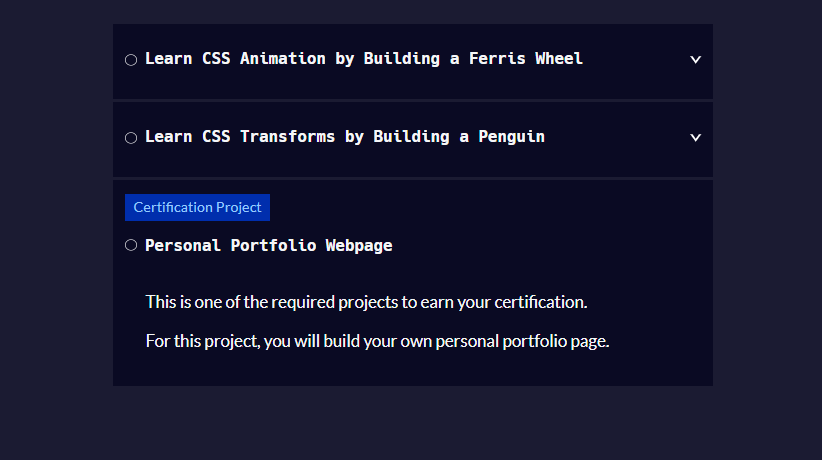 Learn CSS Animation by Building a Ferris Wheel
Learn CSS Transforms by Building a Penguin
Certification Project
Personal Portfolio Webpage
This is one of the required projects to earn your certification.
For this project, you will build your own personal portfolio page.